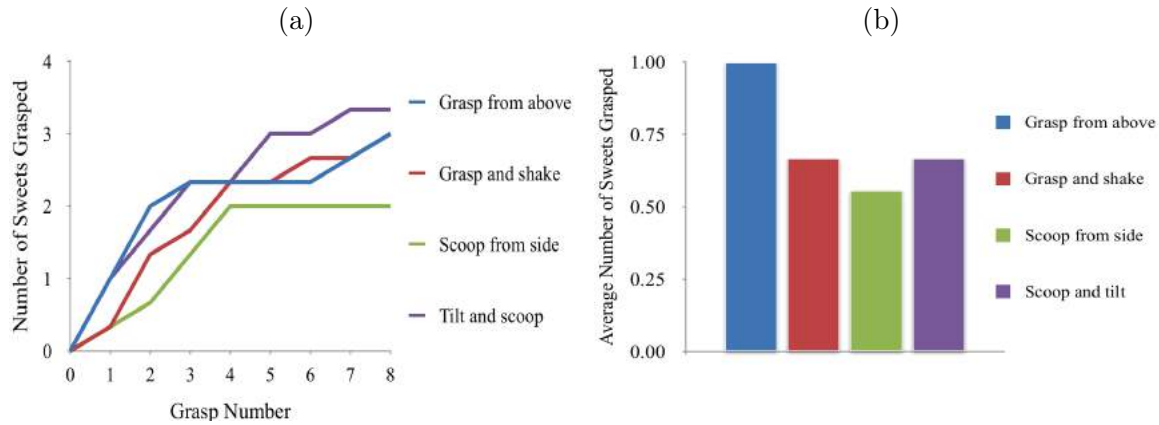 (a)
Number of Sweets Grasped
4
3
2
1
0
0 1 2 3 4 5 6 7 8
Grasp Number
Grasp from above
Grasp and shake
Scoop from side
Tilt and scoop
(b)
Average Number of Sweets Grasped
1.00
0.75
0.50
0.25
0.00
Grasp from above
Grasp and shake
Scoop from side
Scoop and tilt